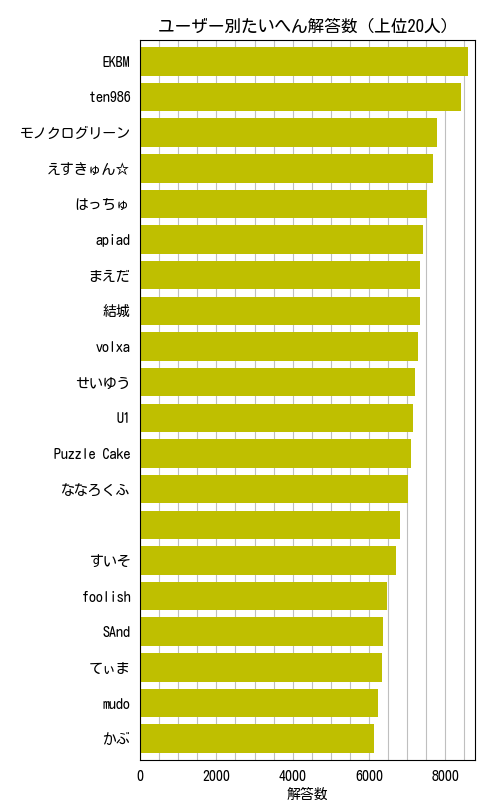 ユーザー別たいへん解答数（上位20人）
EKBM
ten986
モノクログリーン
えすきゅん☆
はっちゅ
apiad
まえだ
結城
volxa
せいゆう
U1
Puzzle Cake
ななろくふ
すいそ
foolish
SAnd
てぃま
mudo
かぶ
0 2000 4000 6000 8000
解答数